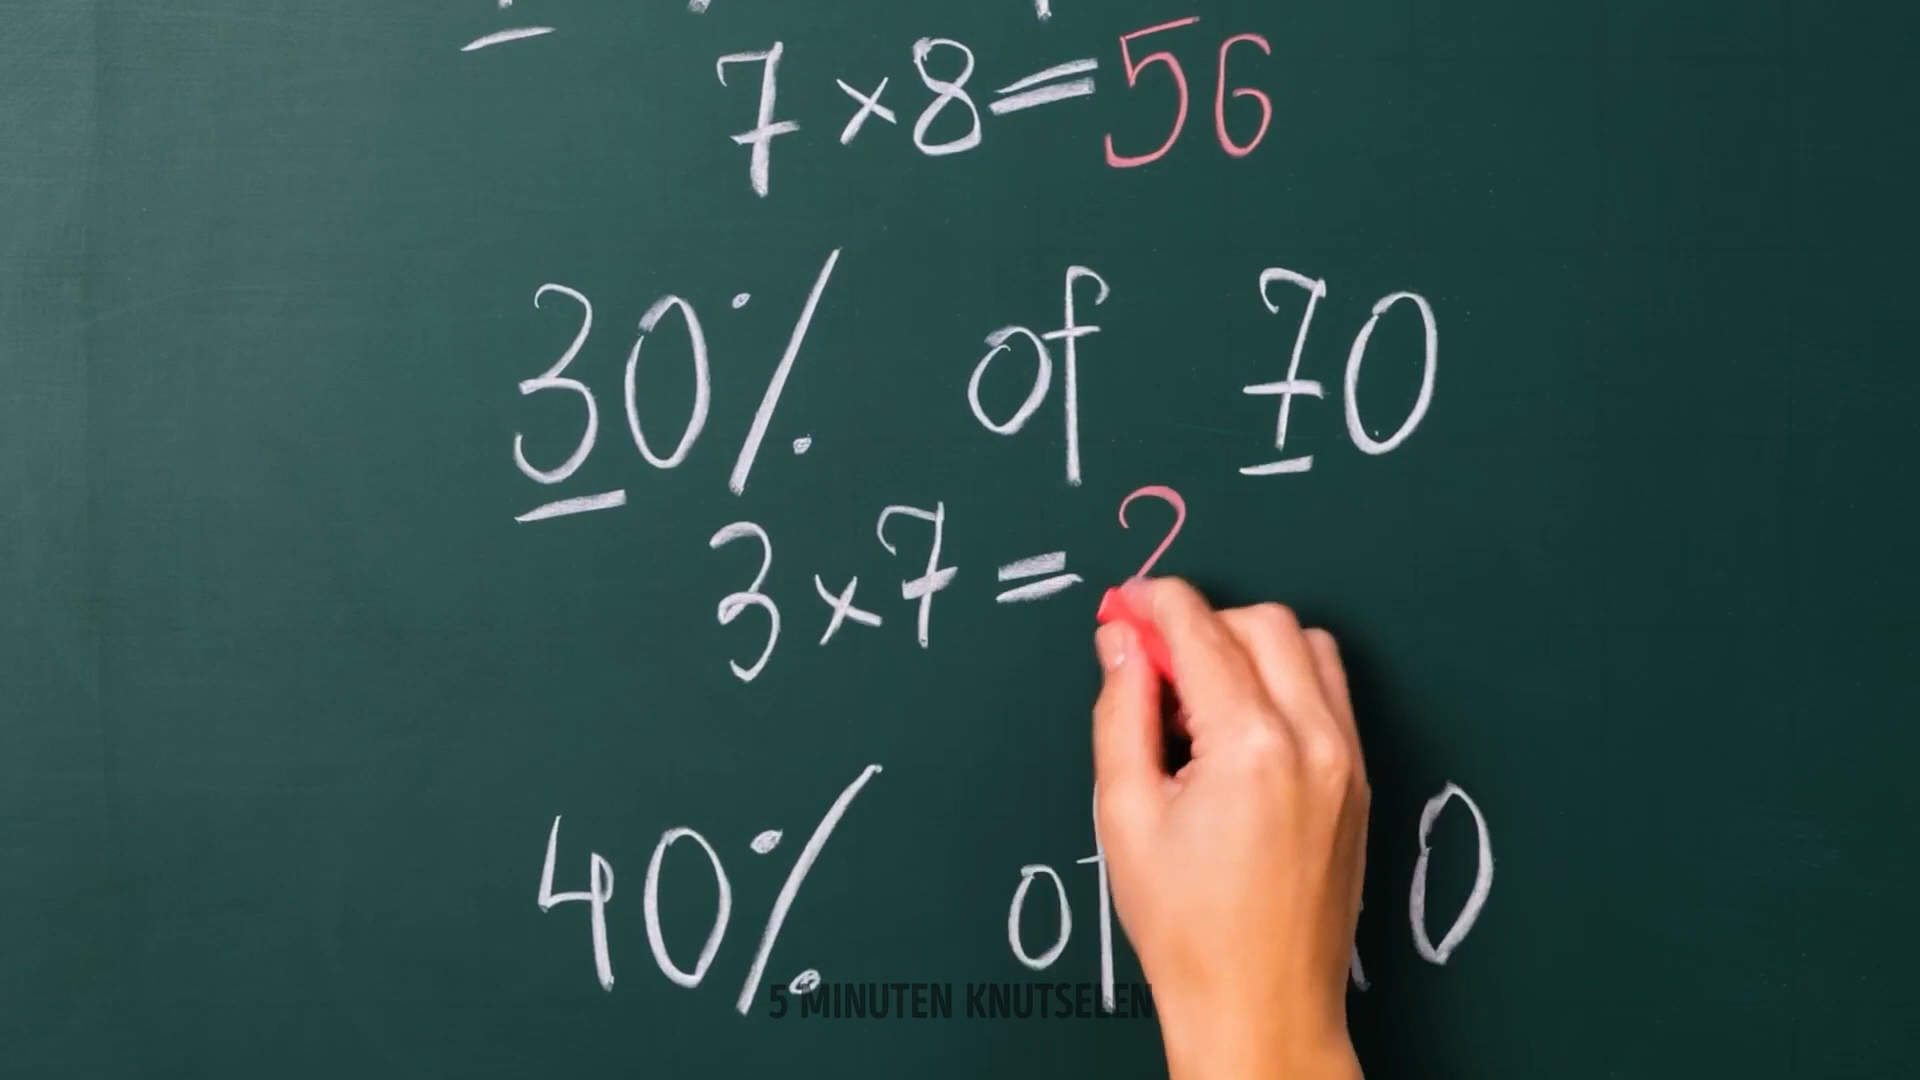 7 × 8 = 56
30% of 70
3 × 7 = 2
40% of 0
5 MINUTEN KNUTSELEN